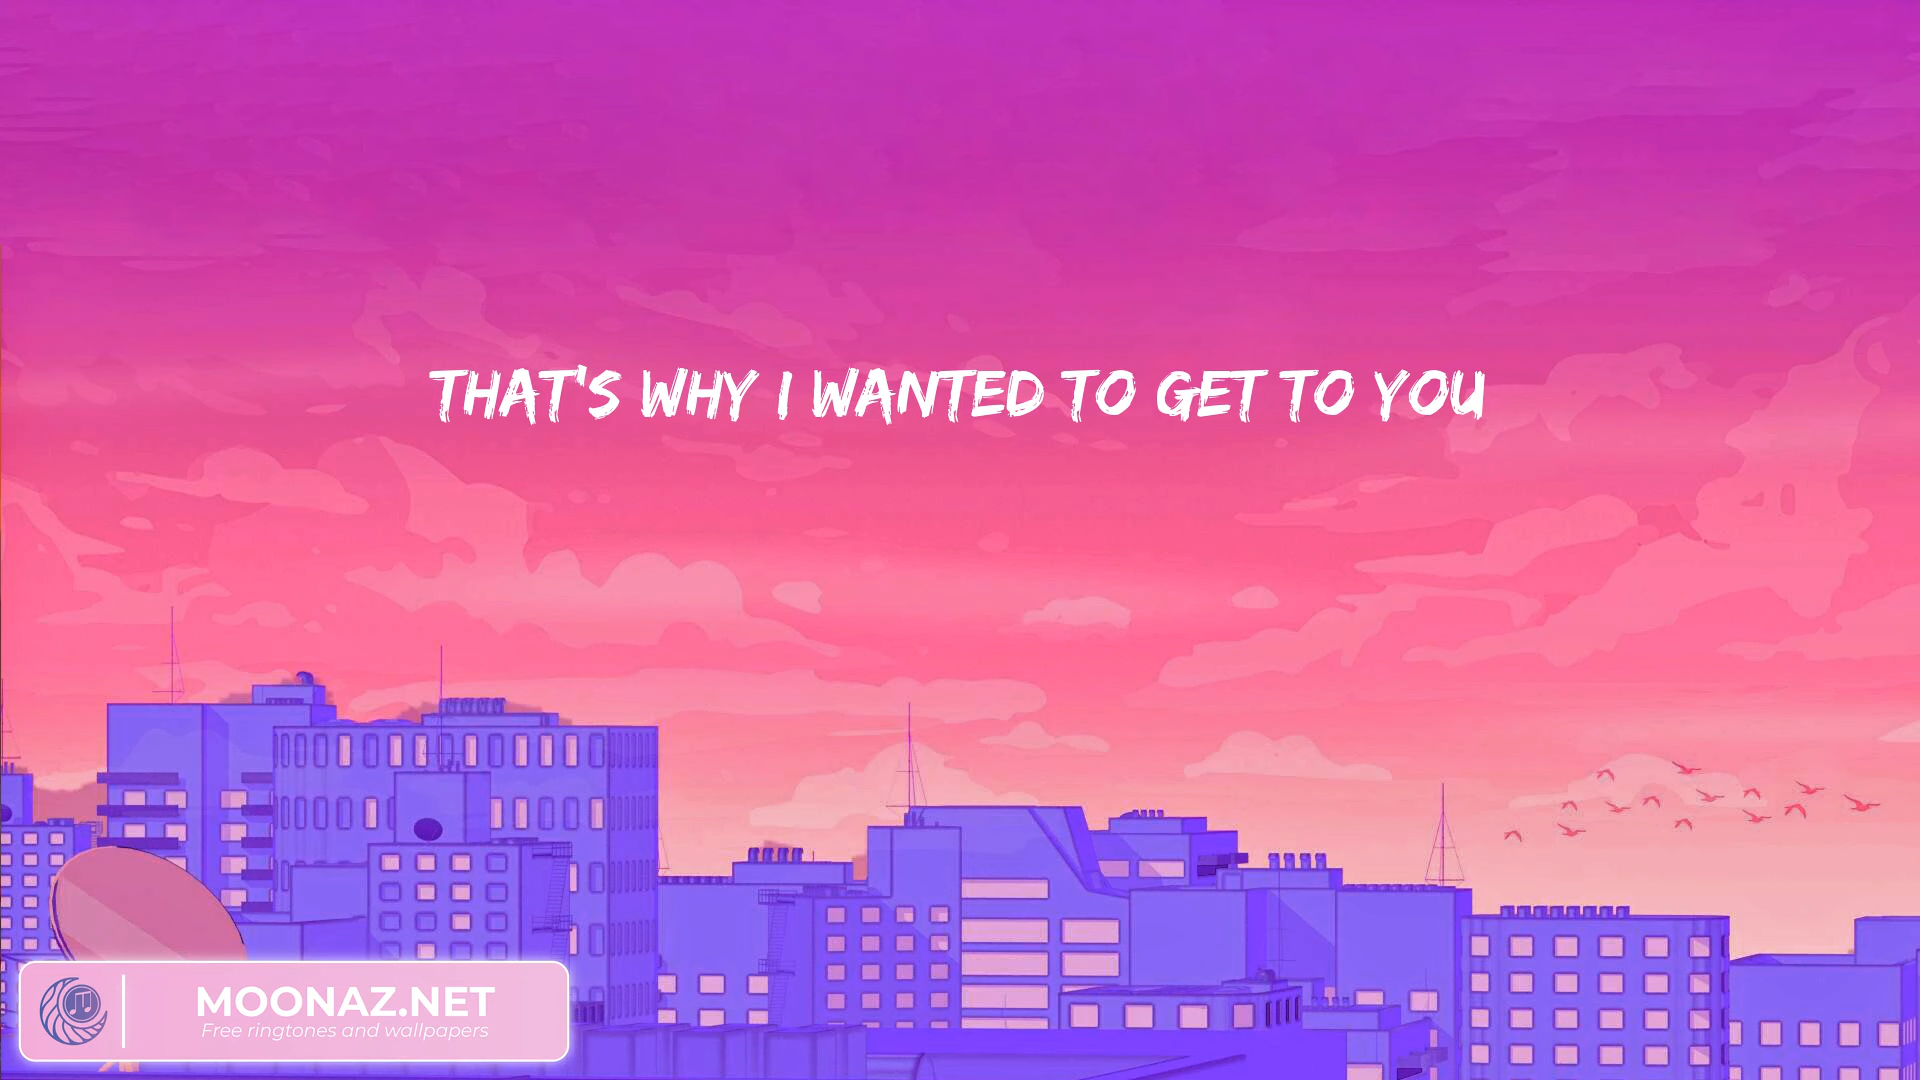 THAT'S WHY I WANTED TO GET TO YOU
MOONAZ.NET
Free ringtones and wallpapers